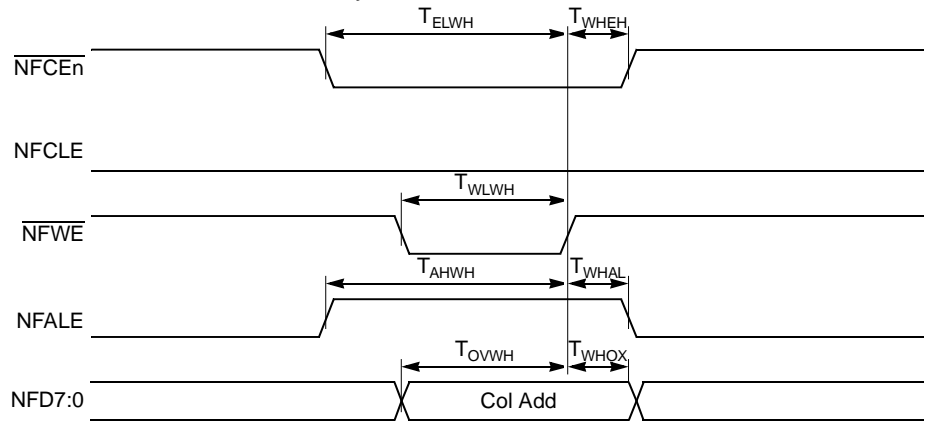 TELWH TWHEH
NFCEn
NFCLE
TWLWH
NFWE
TAHWH TWHAL
NFALE
TOVWH TWHOX
NFD7:0 Col Add